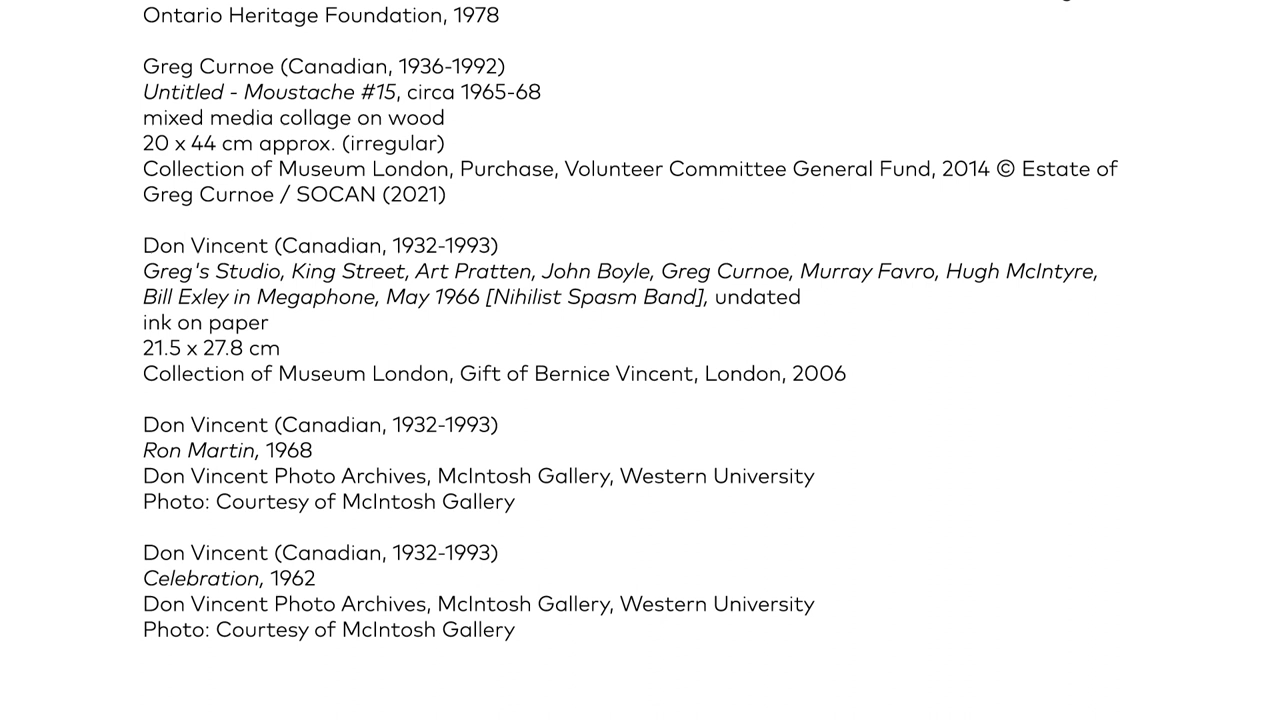 Ontario Heritage Foundation, 1978
Greg Curnoe (Canadian, 1936-1992)
Untitled - Moustache #15, circa 1965-68
mixed media collage on wood
20 x 44 cm approx. (irregular)
Collection of Museum London, Purchase, Volunteer Committee General Fund, 2014 © Estate of
Greg Curnoe / SOCAN (2021)
Don Vincent (Canadian, 1932-1993)
Greg's Studio, King Street, Art Pratten, John Boyle, Greg Curnoe, Murray Favro, Hugh McIntyre,
Bill Exley in Megaphone, May 1966 [Nihilist Spasm Band], undated
ink on paper
21.5 x 27.8 cm
Collection of Museum London, Gift of Bernice Vincent, London, 2006
Don Vincent (Canadian, 1932-1993)
Ron Martin, 1968
Don Vincent Photo Archives, McIntosh Gallery, Western University
Photo: Courtesy of McIntosh Gallery
Don Vincent (Canadian, 1932-1993)
Celebration, 1962
Don Vincent Photo Archives, McIntosh Gallery, Western University
Photo: Courtesy of McIntosh Gallery